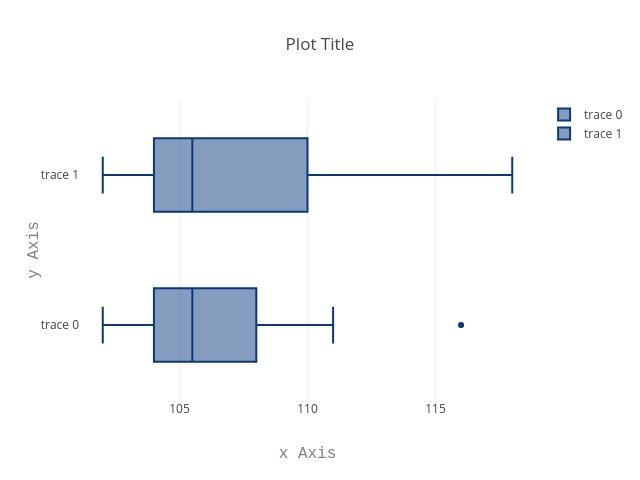 Plot Title
trace 0
trace 1
trace 1
trace 0
y Axis
105
110
115
x Axis